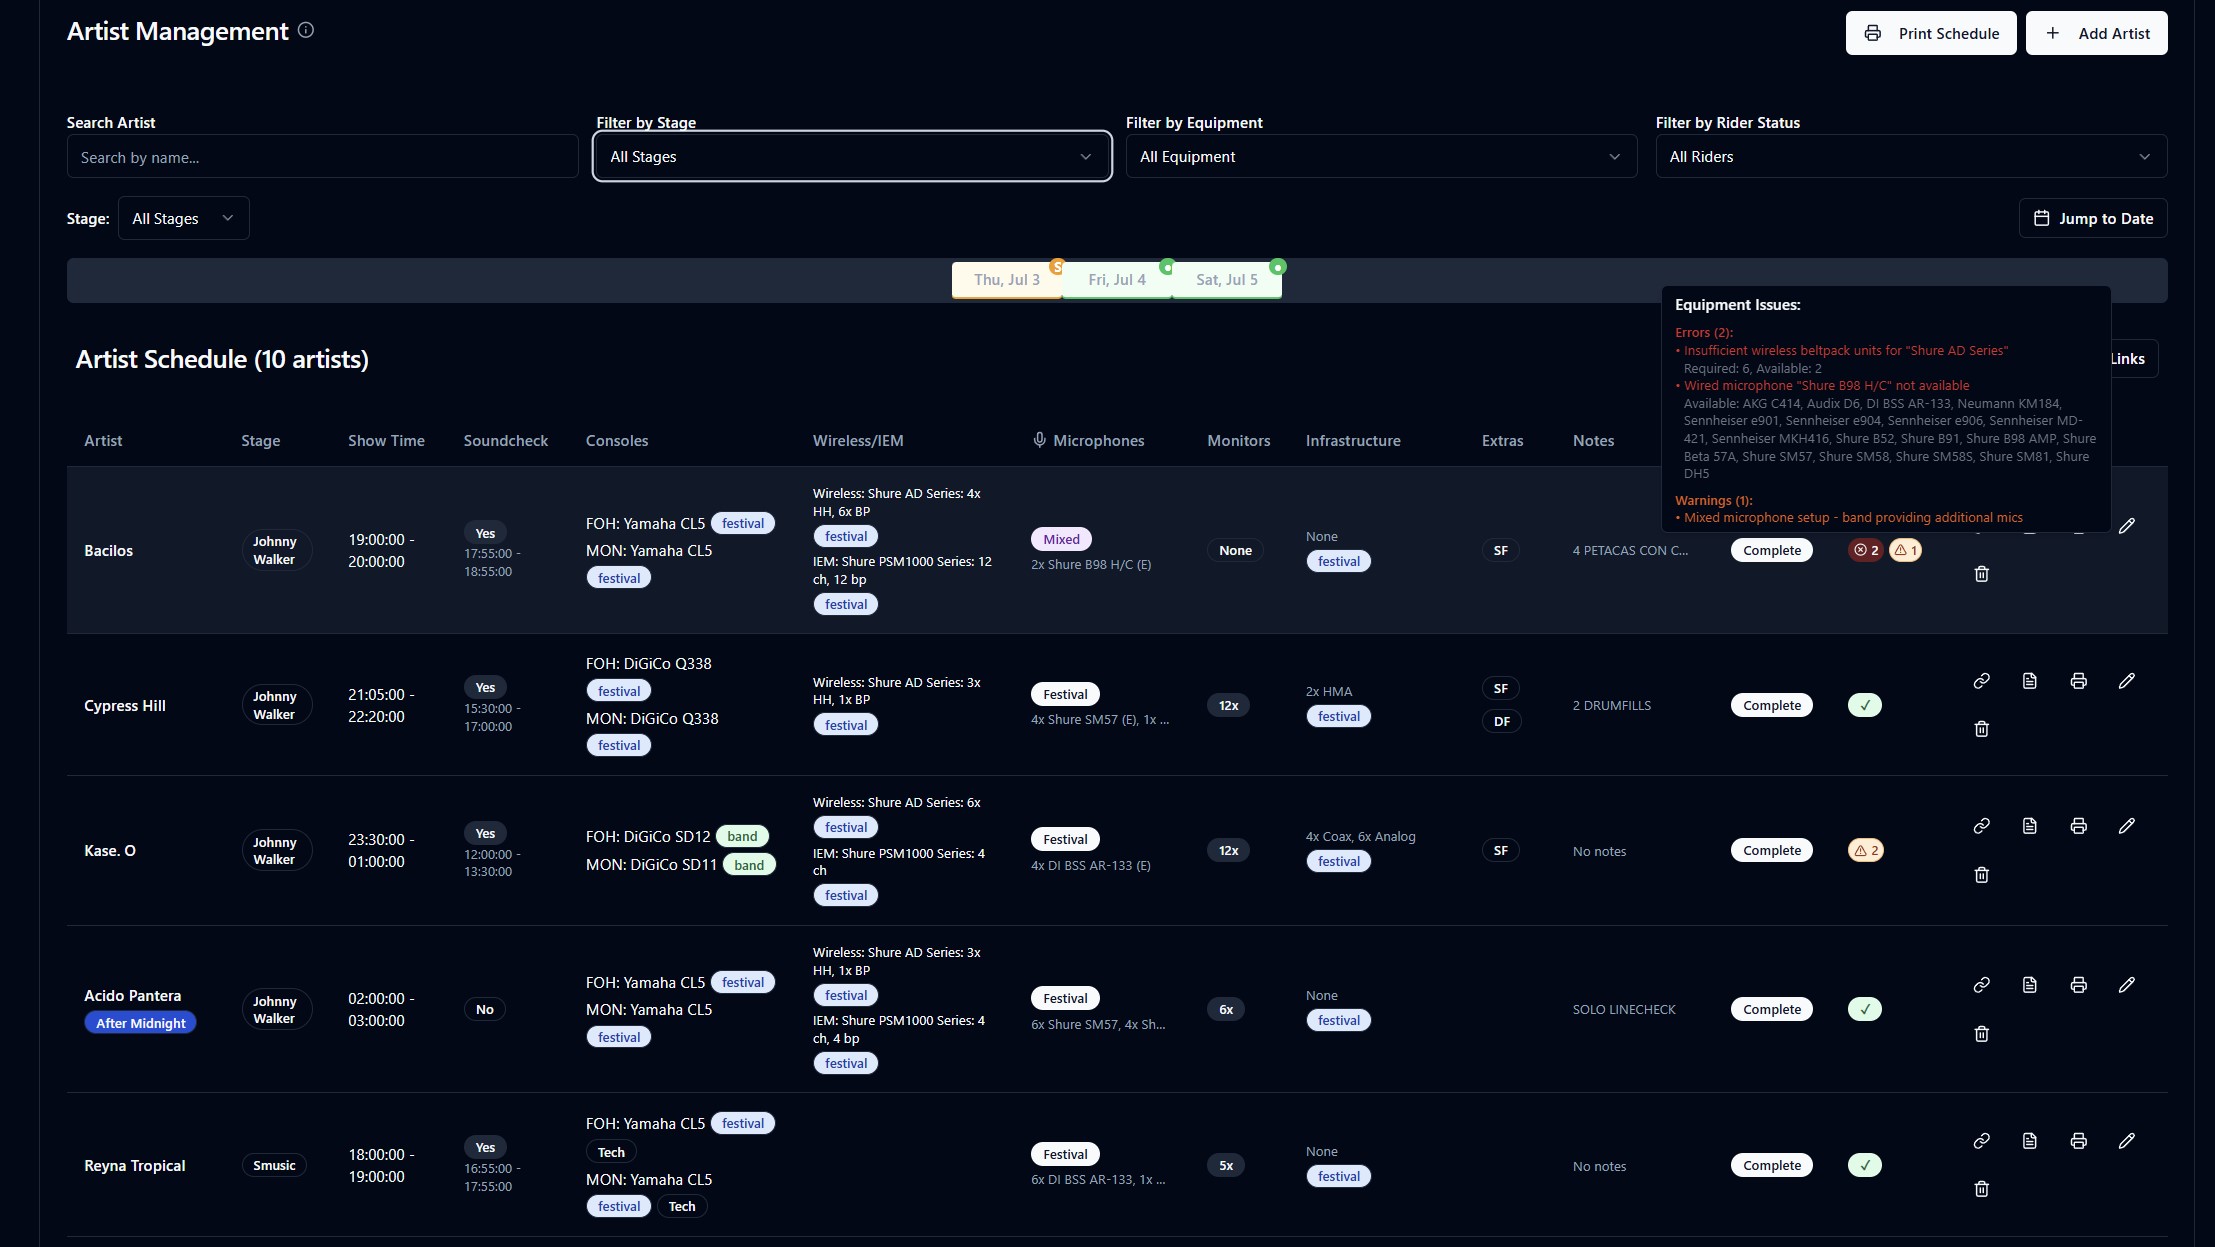 Artist Management
Print Schedule
Add Artist
Search Artist
Filter by Stage
Filter by Equipment
Filter by Rider Status
Search by name...
All Stages
All Equipment
All Riders
Stage:
All Stages
Jump to Date
Thu, Jul 3
S
Fri, Jul 4
Sat, Jul 5
Equipment Issues:
Errors (2):
• Insufficient wireless beltpack units for "Shure AD Series"
Required: 6, Available: 2
• Wired microphone "Shure B98 H/C" not available
Available: AKG C414, Audix D6, DI BSS AR-133, Neumann KM184,
Sennheiser e901, Sennheiser e904, Sennheiser e906, Sennheiser MD-
421, Sennheiser MKH416, Shure B52, Shure B91, Shure B98 AMP, Shure
Beta 57A, Shure SM57, Shure SM58, Shure SM58S, Shure SM81, Shure
DH5
Warnings (1):
• Mixed microphone setup - band providing additional mics
Artist Schedule (10 artists)
Links
Artist
Stage
Show Time
Soundcheck
Consoles
Wireless/IEM
Microphones
Monitors
Infrastructure
Extras
Notes
Bacilos
Johnny
Walker
19:00:00 -
20:00:00
Yes
17:55:00 -
18:55:00
FOH: Yamaha CL5 festival
MON: Yamaha CL5
festival
Wireless: Shure AD Series: 4x
HH, 6x BP
festival
IEM: Shure PSM1000 Series: 12
ch, 12 bp
festival
Mixed
2x Shure B98 H/C (E)
None
None
festival
SF
4 PETACAS CON C...
Complete
2
1
Cypress Hill
Johnny
Walker
21:05:00 -
22:20:00
Yes
15:30:00 -
17:00:00
FOH: DiGiCo Q338
festival
MON: DiGiCo Q338
festival
Wireless: Shure AD Series: 3x
HH, 1x BP
festival
Festival
4x Shure SM57 (E), 1x ...
12x
2x HMA
festival
SF
DF
2 DRUMFILLS
Complete
✓
Kase. O
Johnny
Walker
23:30:00 -
01:00:00
Yes
12:00:00 -
13:30:00
FOH: DiGiCo SD12 band
MON: DiGiCo SD11 band
Wireless: Shure AD Series: 6x
festival
IEM: Shure PSM1000 Series: 4
ch
festival
Festival
4x DI BSS AR-133 (E)
12x
4x Coax, 6x Analog
festival
SF
No notes
Complete
2
Acido Pantera
After Midnight
Johnny
Walker
02:00:00 -
03:00:00
No
FOH: Yamaha CL5 festival
MON: Yamaha CL5
festival
Wireless: Shure AD Series: 3x
HH, 1x BP
festival
IEM: Shure PSM1000 Series: 4
ch, 4 bp
festival
Festival
6x Shure SM57, 4x Sh...
6x
None
festival
SOLO LINECHECK
Complete
✓
Reyna Tropical
Smusic
18:00:00 -
19:00:00
Yes
16:55:00 -
17:55:00
FOH: Yamaha CL5 festival
Tech
MON: Yamaha CL5
festival Tech
Festival
6x DI BSS AR-133, 1x ...
5x
None
festival
No notes
Complete
✓